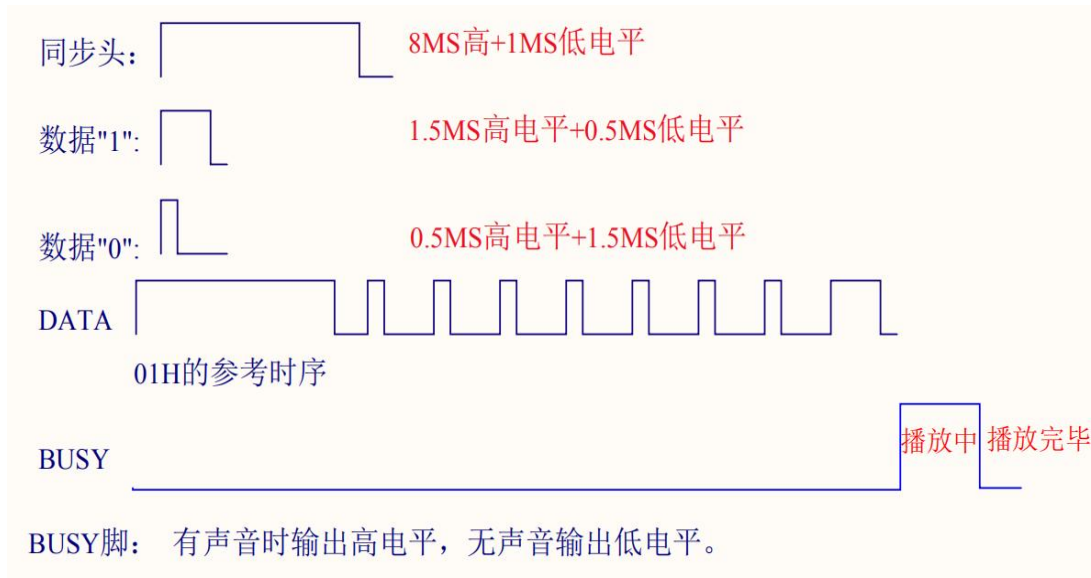 同步头： 8MS高+1MS低电平
数据"1": 1.5MS高电平+0.5MS低电平
数据"0": 0.5MS高电平+1.5MS低电平
DATA
01H的参考时序
播放中 播放完毕
BUSY
BUSY脚： 有声音时输出高电平，无声音输出低电平。